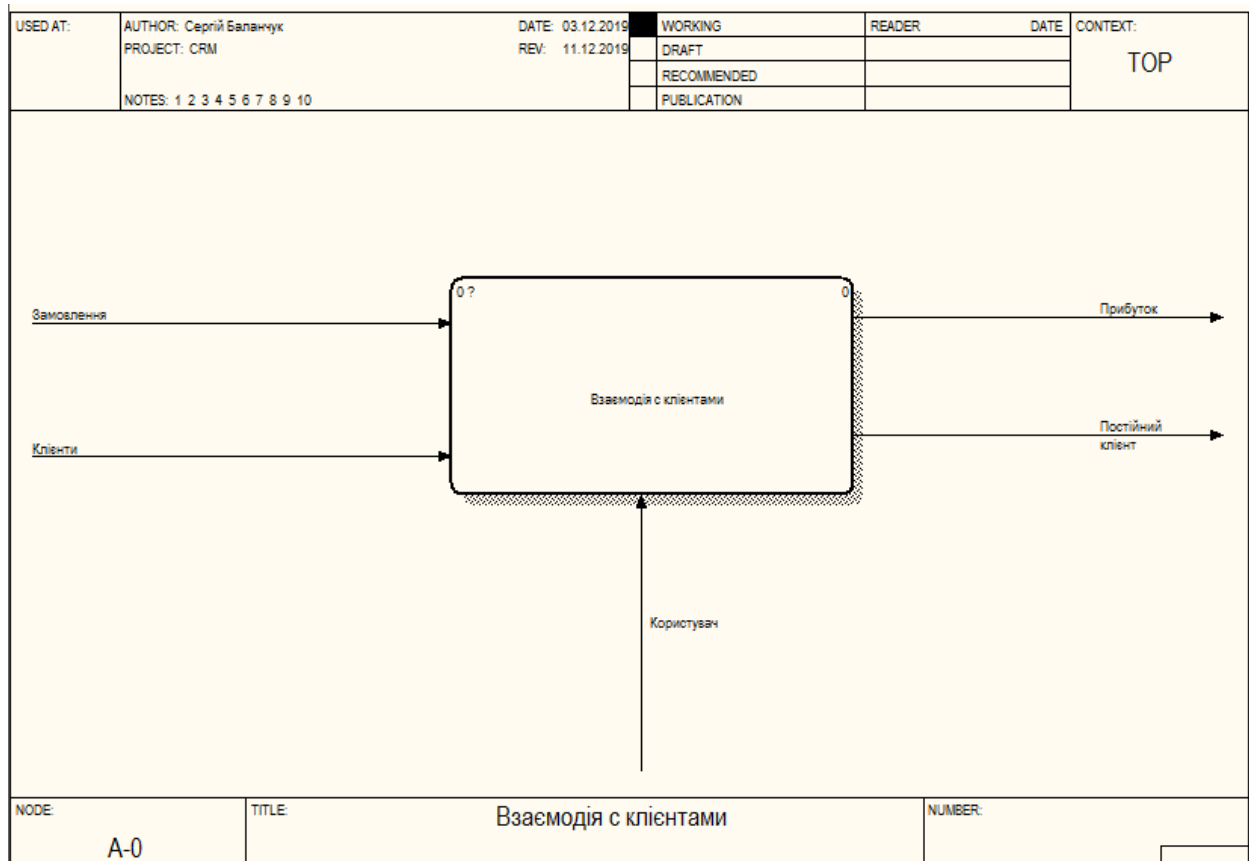 USED AT:
AUTHOR: Сергій Баланчук
DATE: 03.12.2019
WORKING
READER
DATE
CONTEXT:
PROJECT: CRM
REV: 11.12.2019
DRAFT
TOP
RECOMMENDED
NOTES: 1 2 3 4 5 6 7 8 9 10
PUBLICATION
0 ?
0
Замовлення
Прибуток
Взаємодія с клієнтами
Клієнти
Постійний
клієнт
Користувач
NODE:
TITLE:
Взаємодія с клієнтами
NUMBER:
A-0